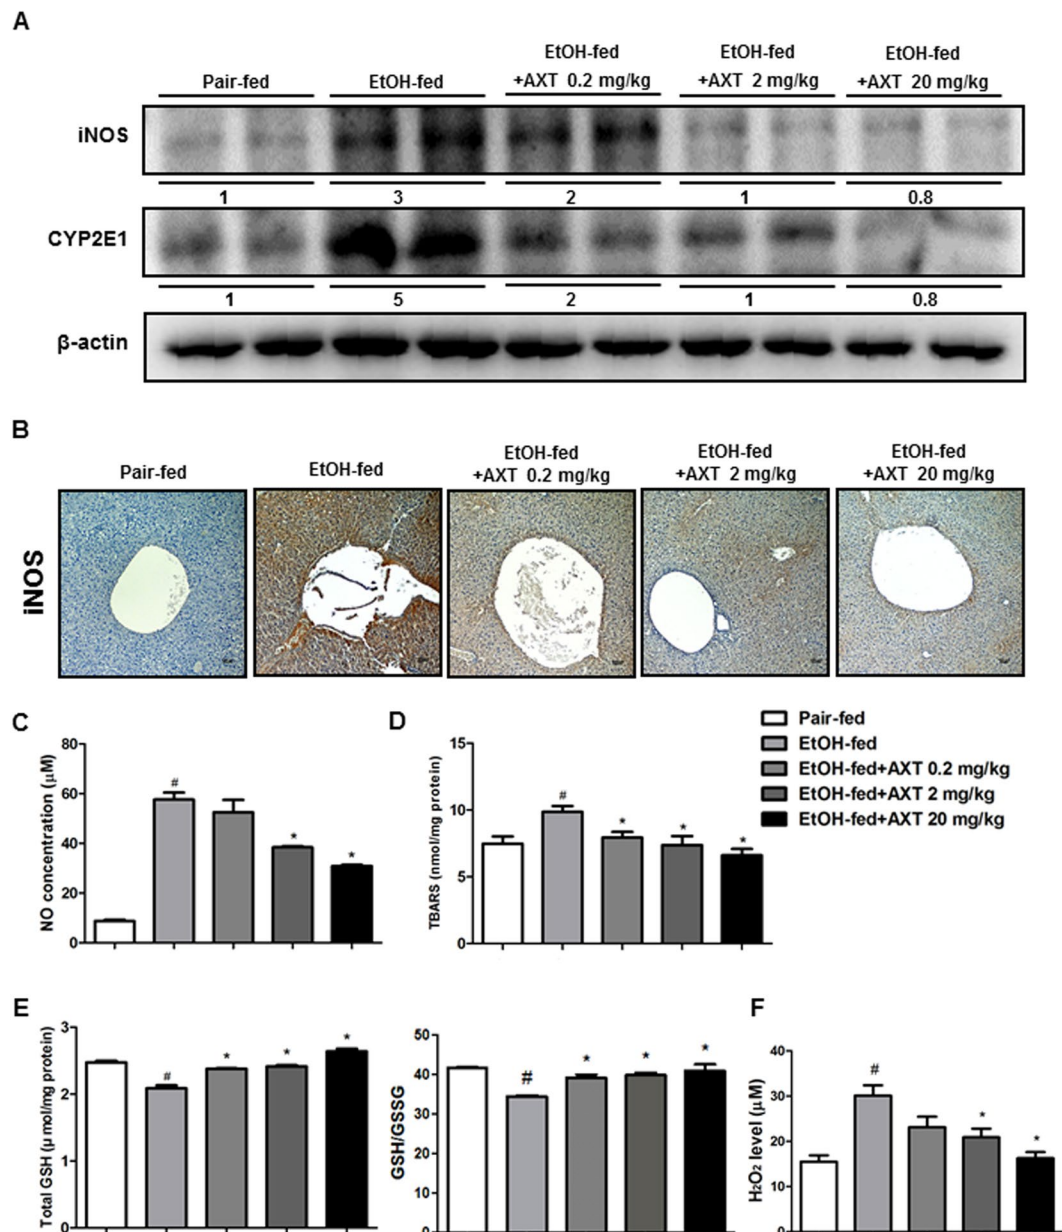 A
Pair-fed
EtOH-fed
EtOH-fed
+AXT 0.2 mg/kg
EtOH-fed
+AXT 2 mg/kg
EtOH-fed
+AXT 20 mg/kg
iNOS
1 3 2 1 0.8
CYP2E1
1 5 2 1 0.8
β-actin
B
Pair-fed
EtOH-fed
EtOH-fed
+AXT 0.2 mg/kg
EtOH-fed
+AXT 2 mg/kg
EtOH-fed
+AXT 20 mg/kg
iNOS
C
NO concentration (μM)
80
60
40
20
0
#
*
*
D
TBARS (nmol/mg protein)
15
10
5
0
#
*
*
*
Pair-fed
EtOH-fed
EtOH-fed+AXT 0.2 mg/kg
EtOH-fed+AXT 2 mg/kg
EtOH-fed+AXT 20 mg/kg
E
Total GSH (μ mol/mg protein)
3
2
1
0
#
*
*
*
GSH/GSSG
50
40
30
20
10
0
#
*
*
*
F
H2O2 level (μM)
40
30
20
10
0
#
*
*